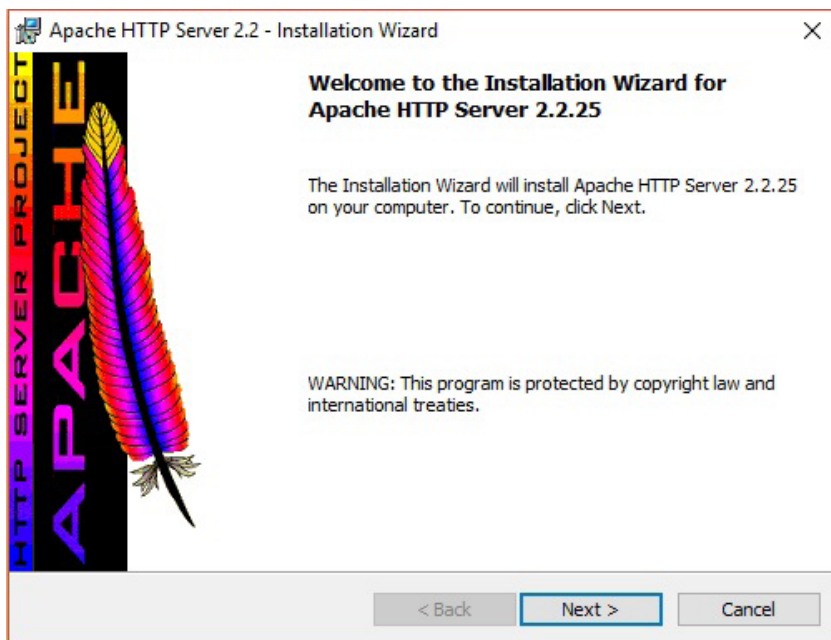 Apache HTTP Server 2.2 - Installation Wizard
HTTP SERVER PROJECT
APACHE
Welcome to the Installation Wizard for
Apache HTTP Server 2.2.25
The Installation Wizard will install Apache HTTP Server 2.2.25
on your computer. To continue, click Next.
WARNING: This program is protected by copyright law and
international treaties.
< Back
Next >
Cancel